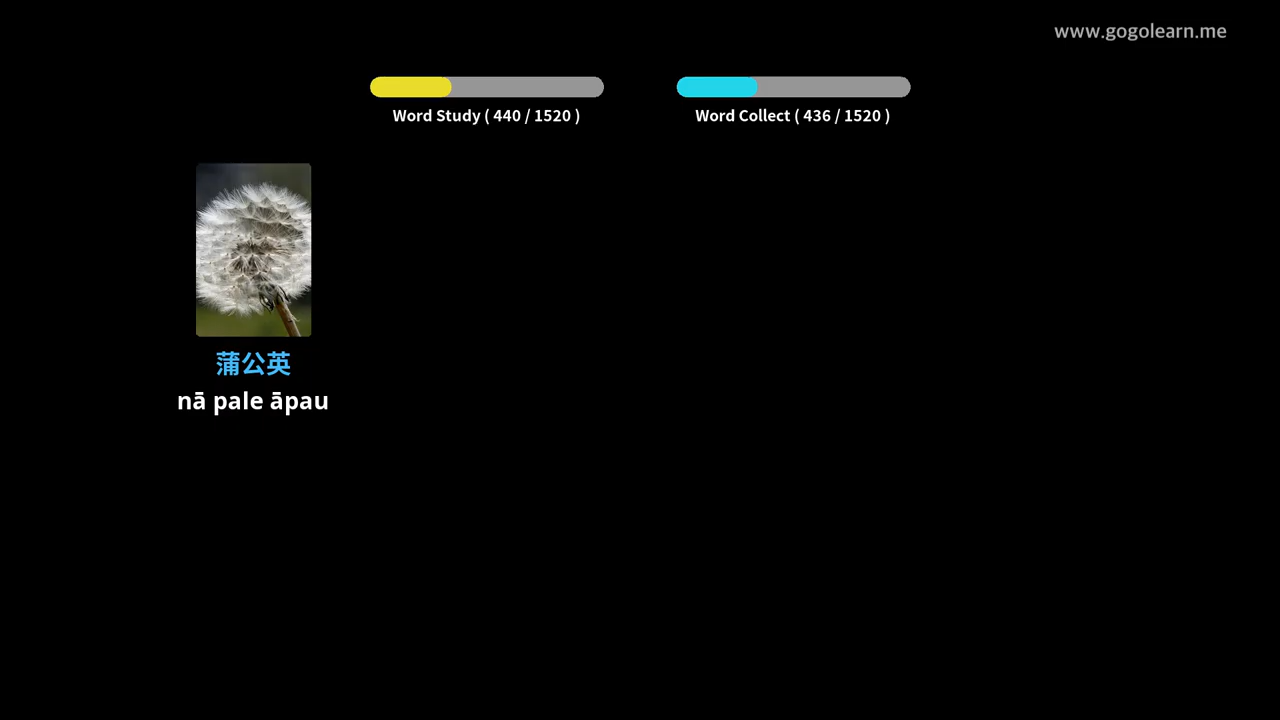 www.gogolearn.me
Word Study ( 440 / 1520 )
Word Collect ( 436 / 1520 )
蒲公英
nā pale āpau